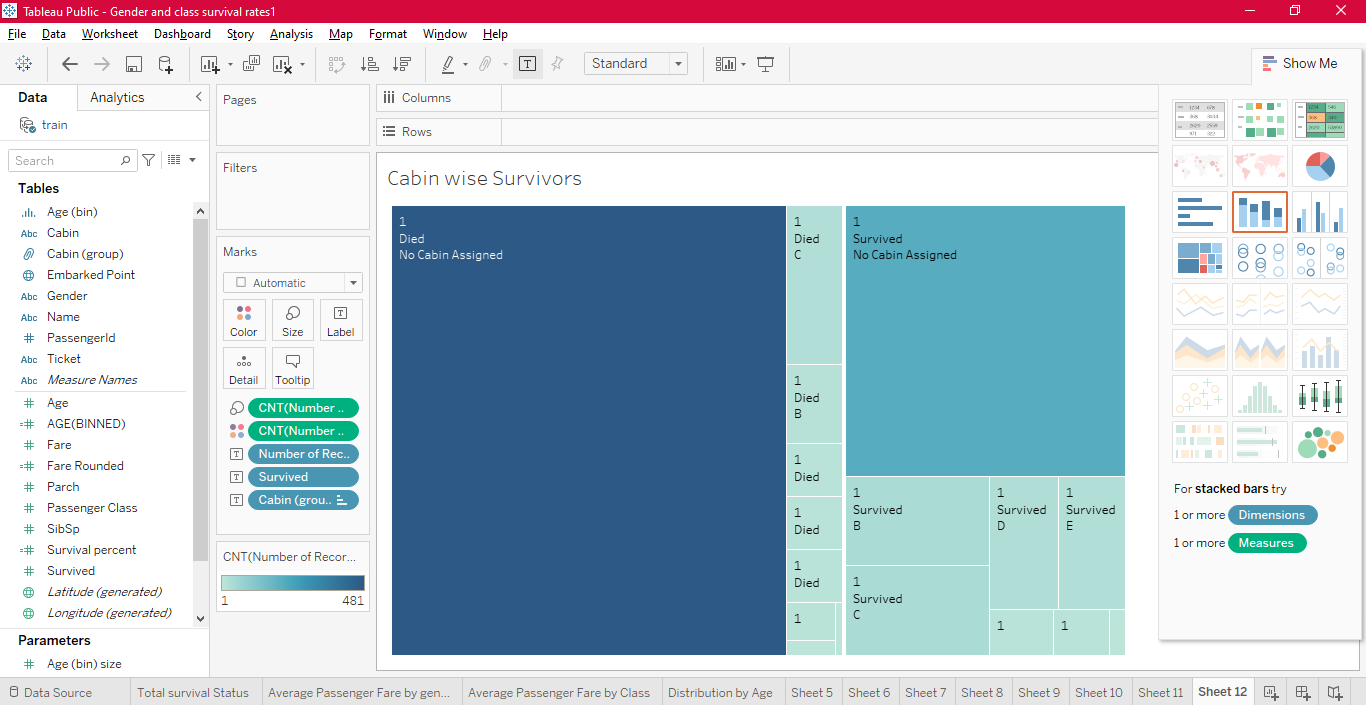 Tableau Public - Gender and class survival rates1
File Data Worksheet Dashboard Story Analysis Map Format Window Help
Standard
Show Me
Data Analytics
train
Search
Tables
Age (bin)
Abc Cabin
Cabin (group)
Embarked Point
Abc Gender
Abc Name
PassengerId
Abc Ticket
Abc Measure Names
Age
AGE(BINNED)
Fare
Fare Rounded
Parch
Passenger Class
SibSp
Survival percent
Survived
Latitude (generated)
Longitude (generated)
Parameters
Age (bin) size
Pages
Filters
Marks
Automatic
Color Size Label
Detail Tooltip
CNT(Number ..
CNT(Number ..
Number of Rec..
Survived
Cabin (grou..
CNT(Number of Recor...
1 481
Columns
Rows
Cabin wise Survivors
1
Died
No Cabin Assigned
1
Died
C
1
Died
B
1
Died
1
Died
1
Died
1
1
Survived
No Cabin Assigned
1
Survived
B
1
Survived
C
1
Survived
D
1
Survived
E
1
1
For stacked bars try
1 or more Dimensions
1 or more Measures
Data Source Total survival Status Average Passenger Fare by gen... Average Passenger Fare by Class Distribution by Age Sheet 5 Sheet 6 Sheet 7 Sheet 8 Sheet 9 Sheet 10 Sheet 11 Sheet 12